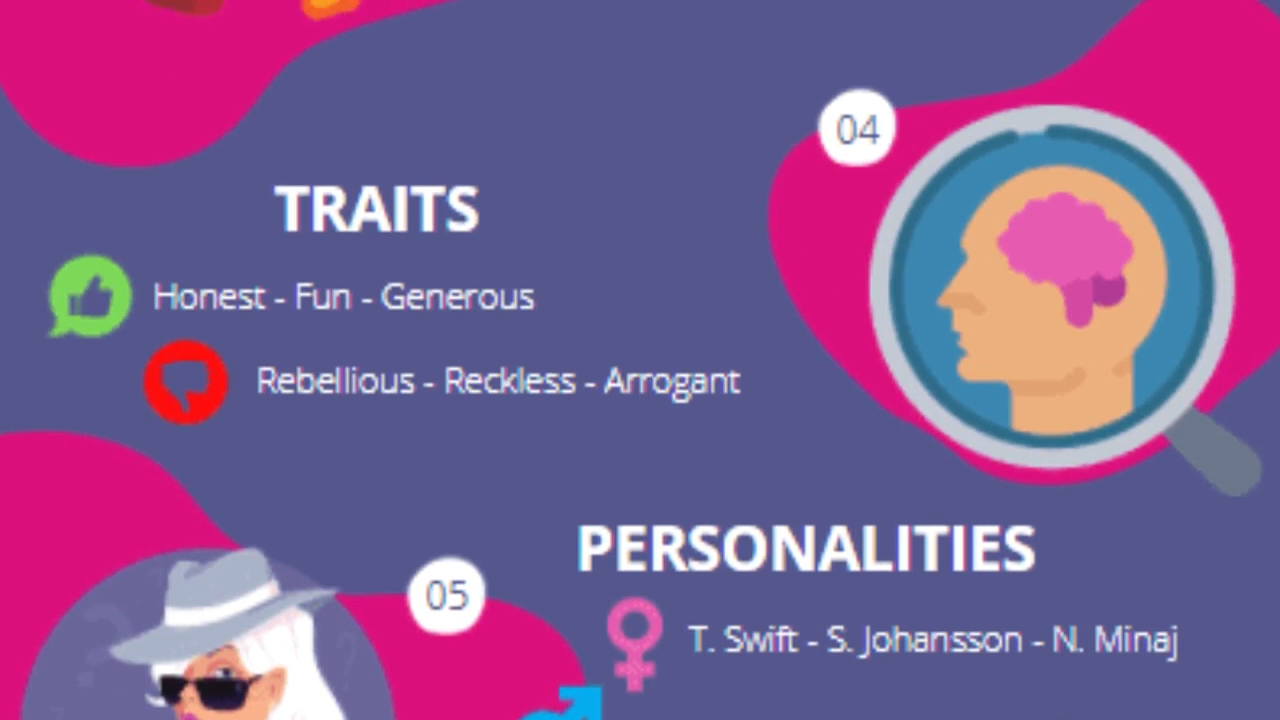 04
TRAITS
Honest - Fun - Generous
Rebellious - Reckless - Arrogant
PERSONALITIES
05
T. Swift - S. Johansson - N. Minaj